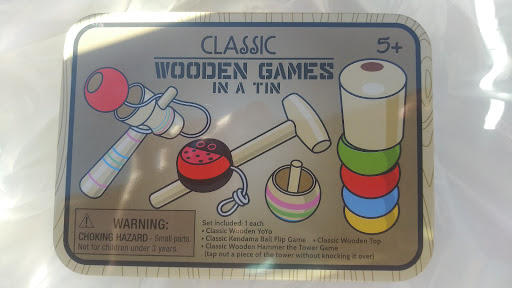 CLASSIC
5+
WOODEN GAMES
IN A TIN
WARNING:
CHOKING HAZARD - Small parts.
Not for children under 3 years.
Set included: 1 each
• Classic Wooden YoYo
• Classic Kendama Ball Flip Game • Classic Wooden Top
• Classic Wooden Hammer the Tower Game
(tap out a piece of the tower without knocking it over)